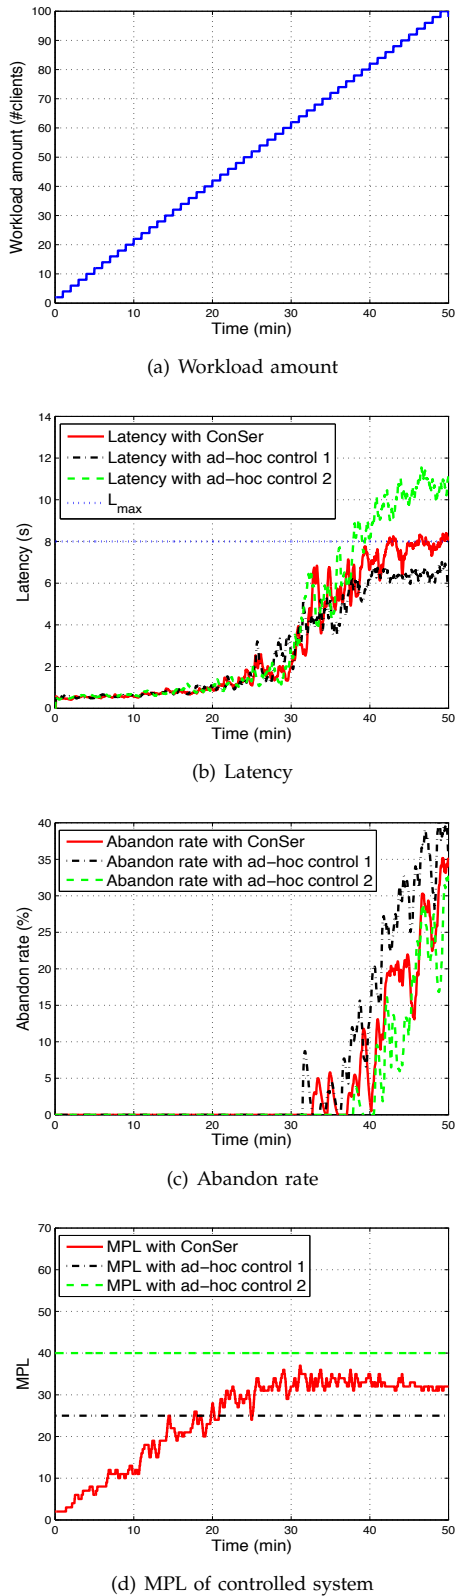 100
90
80
70
60
50
40
30
20
10
0
Workload amount (#clients)
0 10 20 30 40 50
Time (min)
(a) Workload amount
14
12
10
8
6
4
2
0
Latency (s)
Latency with ConSer
Latency with ad-hoc control 1
Latency with ad-hoc control 2
L_max
0 10 20 30 40 50
Time (min)
(b) Latency
40
35
30
25
20
15
10
5
0
Abandon rate (%)
Abandon rate with ConSer
Abandon rate with ad-hoc control 1
Abandon rate with ad-hoc control 2
0 10 20 30 40 50
Time (min)
(c) Abandon rate
70
60
50
40
30
20
10
0
MPL
MPL with ConSer
MPL with ad-hoc control 1
MPL with ad-hoc control 2
0 10 20 30 40 50
Time (min)
(d) MPL of controlled system